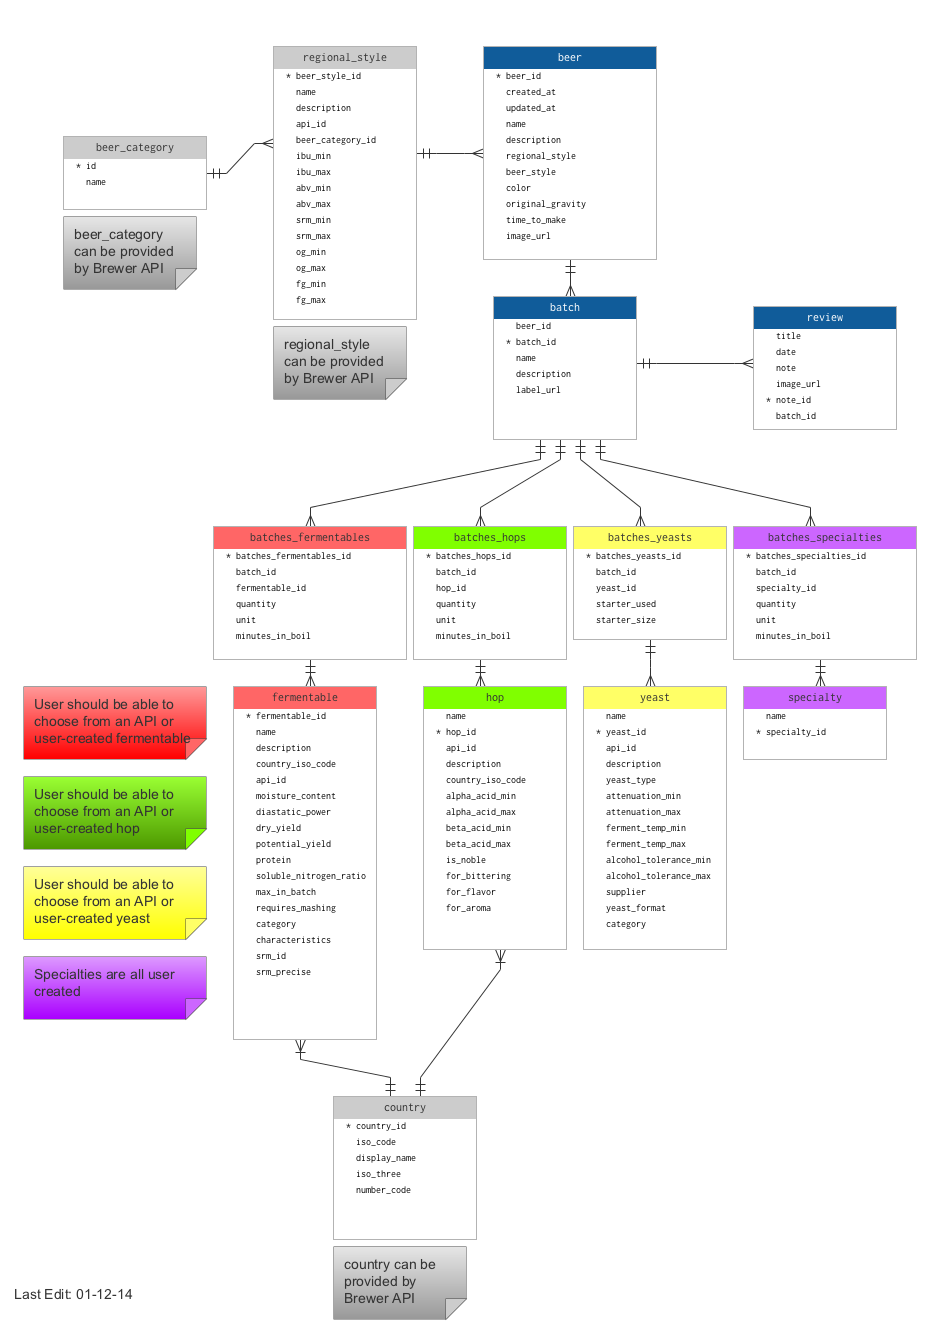 beer_category
* id
name
beer_category
can be provided
by Brewer API
regional_style
* beer_style_id
name
description
api_id
beer_category_id
ibu_min
ibu_max
abv_min
abv_max
srm_min
srm_max
og_min
og_max
fg_min
fg_max
regional_style
can be provided
by Brewer API
beer
* beer_id
created_at
updated_at
name
description
regional_style
beer_style
color
original_gravity
time_to_make
image_url
batch
beer_id
* batch_id
name
description
label_url
review
title
date
note
image_url
* note_id
batch_id
batches_fermentables
* batches_fermentables_id
batch_id
fermentable_id
quantity
unit
minutes_in_boil
batches_hops
* batches_hops_id
batch_id
hop_id
quantity
unit
minutes_in_boil
batches_yeasts
* batches_yeasts_id
batch_id
yeast_id
starter_used
starter_size
batches_specialties
* batches_specialties_id
batch_id
specialty_id
quantity
unit
minutes_in_boil
User should be able to
choose from an API or
user-created fermentable
User should be able to
choose from an API or
user-created hop
User should be able to
choose from an API or
user-created yeast
Specialties are all user
created
fermentable
* fermentable_id
name
description
country_iso_code
api_id
moisture_content
diastatic_power
dry_yield
potential_yield
protein
soluble_nitrogen_ratio
max_in_batch
requires_mashing
category
characteristics
srm_id
srm_precise
hop
name
* hop_id
api_id
description
country_iso_code
alpha_acid_min
alpha_acid_max
beta_acid_min
beta_acid_max
is_noble
for_bittering
for_flavor
for_aroma
yeast
name
* yeast_id
api_id
description
yeast_type
attenuation_min
attenuation_max
ferment_temp_min
ferment_temp_max
alcohol_tolerance_min
alcohol_tolerance_max
supplier
yeast_format
category
specialty
name
* specialty_id
country
* country_id
iso_code
display_name
iso_three
number_code
country can be
provided by
Brewer API
Last Edit: 01-12-14